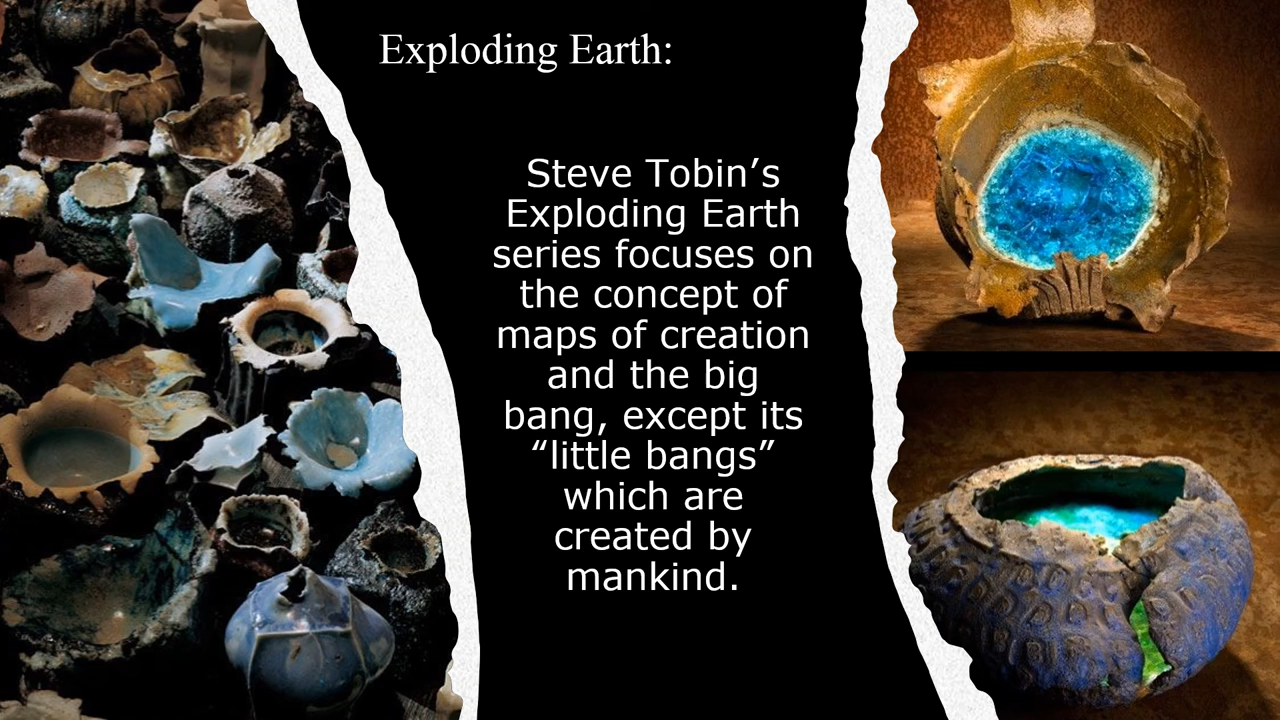 Exploding Earth:
Steve Tobin’s
Exploding Earth
series focuses on
the concept of
maps of creation
and the big
bang, except its
“little bangs”
which are
created by
mankind.